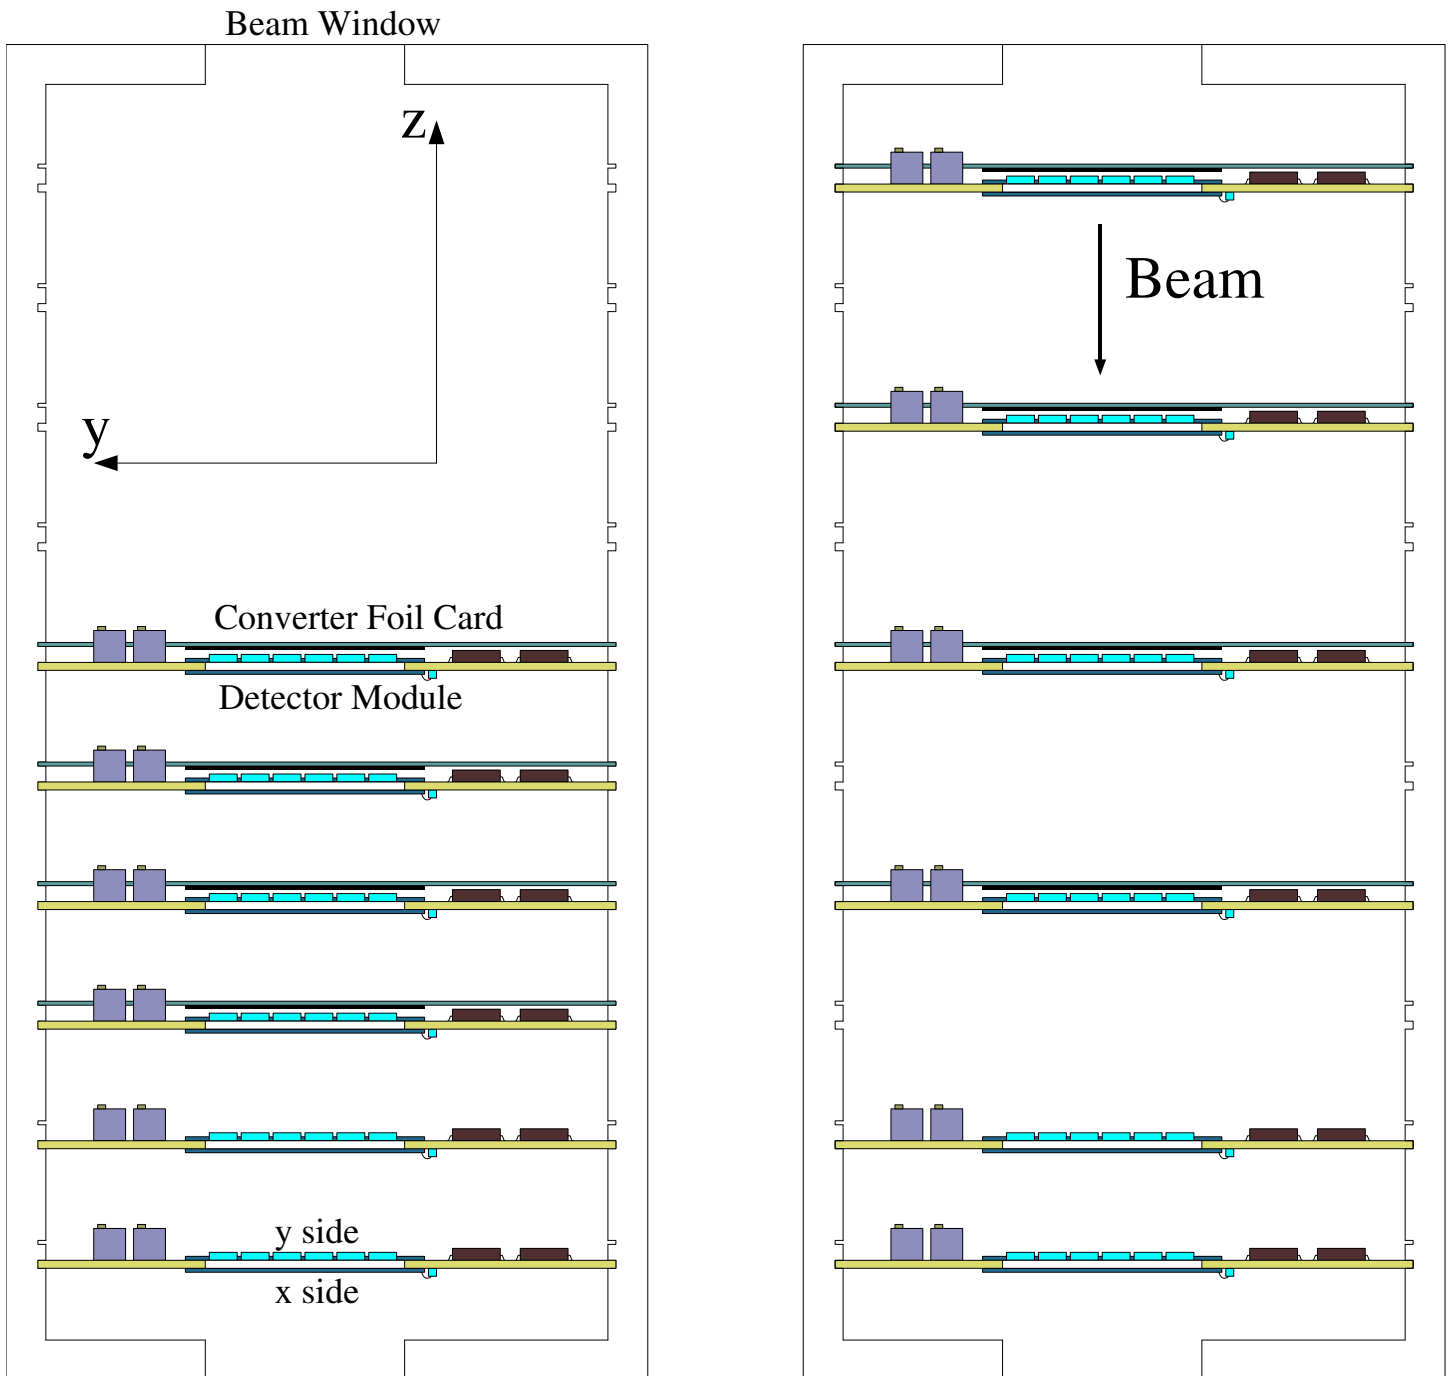 Beam Window
z
y
Beam
Converter Foil Card
Detector Module
y side
x side